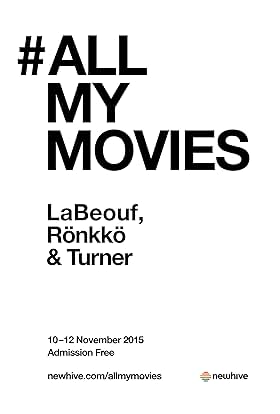 #ALL
MY
MOVIES
LaBeouf,
Rönkkö
& Turner
10–12 November 2015
Admission Free
newhive.com/allmymovies
newhive